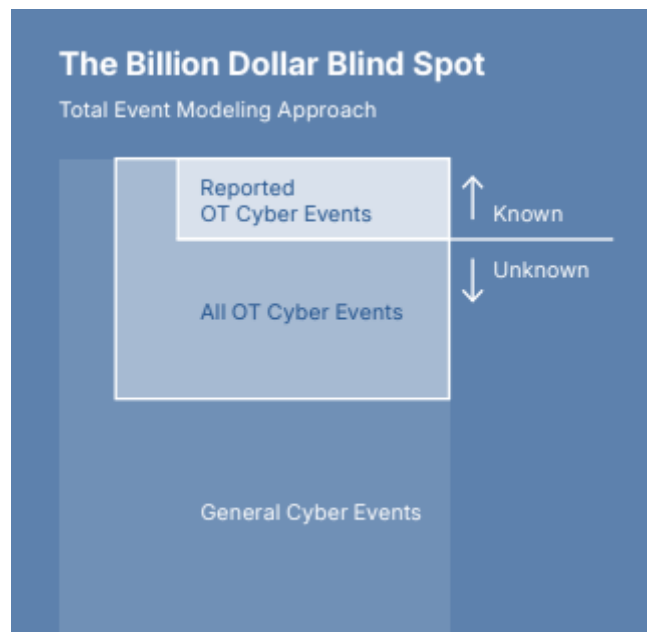 The Billion Dollar Blind Spot
Total Event Modeling Approach
Reported
OT Cyber Events
Known
Unknown
All OT Cyber Events
General Cyber Events